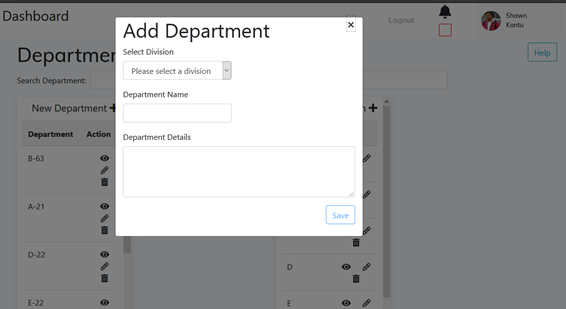 Dashboard
Add Department
×
Logout
Shawn
Kantu
Departmen
Select Division
Help
Please select a division
Search Department:
Department Name
New Department +
+
Department Action
Department Details
B-63
A-21
Save
D-22
D
E-22
E